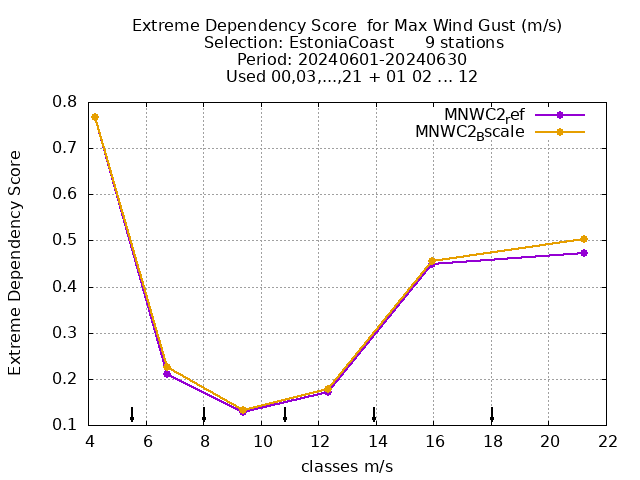 Extreme Dependency Score  for Max Wind Gust (m/s)
Selection: EstoniaCoast      9 stations
Period: 20240601-20240630
Used 00,03,...,21 + 01 02 ... 12
MNWC2ref
MNWC2Bscale
Extreme Dependency Score
0.8
0.7
0.6
0.5
0.4
0.3
0.2
0.1
4 6 8 10 12 14 16 18 20 22
classes m/s